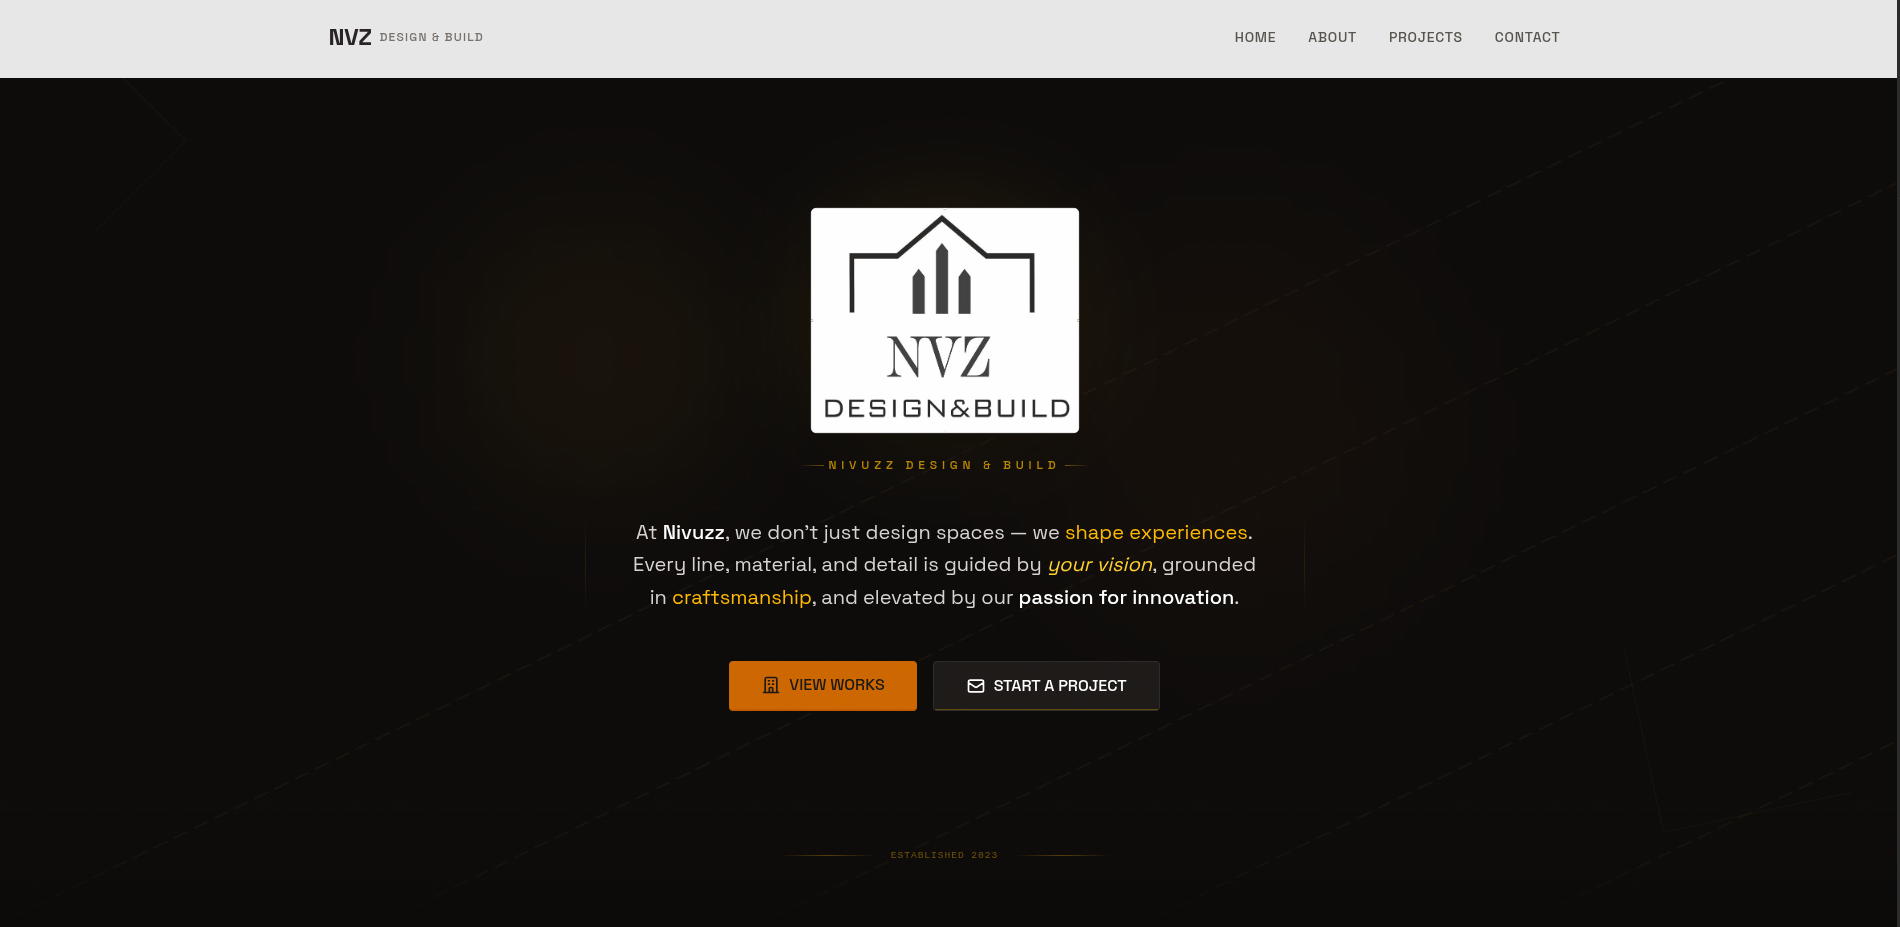 NVZ DESIGN & BUILD
HOME ABOUT PROJECTS CONTACT
NVZ
DESIGN&BUILD
NIVUZZ DESIGN & BUILD
At Nivuzz, we don’t just design spaces — we shape experiences.
Every line, material, and detail is guided by your vision, grounded
in craftsmanship, and elevated by our passion for innovation.
VIEW WORKS
START A PROJECT
ESTABLISHED 2023